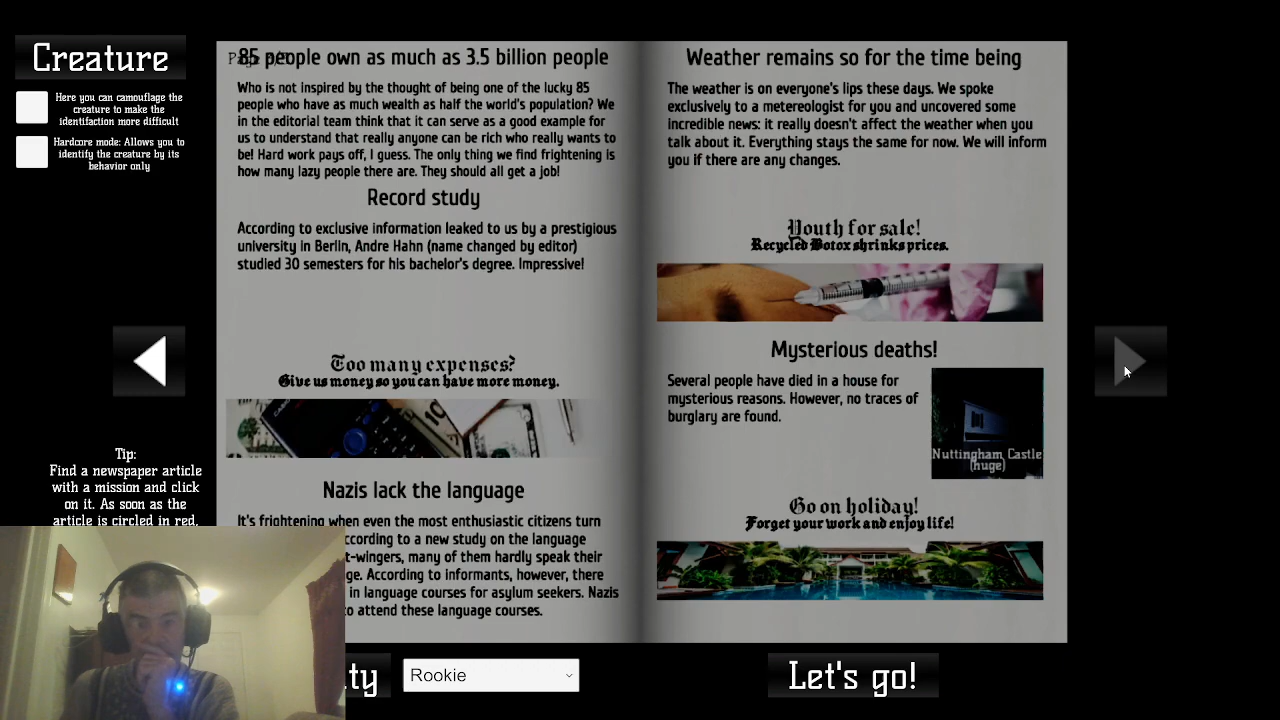 Creature
Here you can camouflage the
creature to make the
identifaction more difficult
Hardcore mode: Allows you to
identify the creature by its
behavior only
Tip:
Find a newspaper article
with a mission and click
on it. As soon as the
article is circled in red,
85 people own as much as 3.5 billion people
Who is not inspired by the thought of being one of the lucky 85
people who have as much wealth as half the world's population? We
in the editorial team think that it can serve as a good example for
us to understand that really anyone can be rich who really wants to
be! Hard work pays off, I guess. The only thing we find frightening is
how many lazy people there are. They should all get a job!
Record study
According to exclusive information leaked to us by a prestigious
university in Berlin, Andre Hahn (name changed by editor)
studied 30 semesters for his bachelor's degree. Impressive!
Too many expenses?
Give us money so you can have more money.
Nazis lack the language
It's frightening when even the most enthusiastic citizens turn
ccording to a new study on the language
t-wingers, many of them hardly speak their
ge. According to informants, however, there
in language courses for asylum seekers. Nazis
to attend these language courses.
Weather remains so for the time being
The weather is on everyone's lips these days. We spoke
exclusively to a metereologist for you and uncovered some
incredible news: it really doesn't affect the weather when you
talk about it. Everything stays the same for now. We will inform
you if there are any changes.
Youth for sale!
Recycled Botox shrinks prices.
Mysterious deaths!
Several people have died in a house for
mysterious reasons. However, no traces of
burglary are found.
Nuttingham Castle
(huge)
Go on holiday!
Forget your work and enjoy life!
ty
Rookie
Let's go!